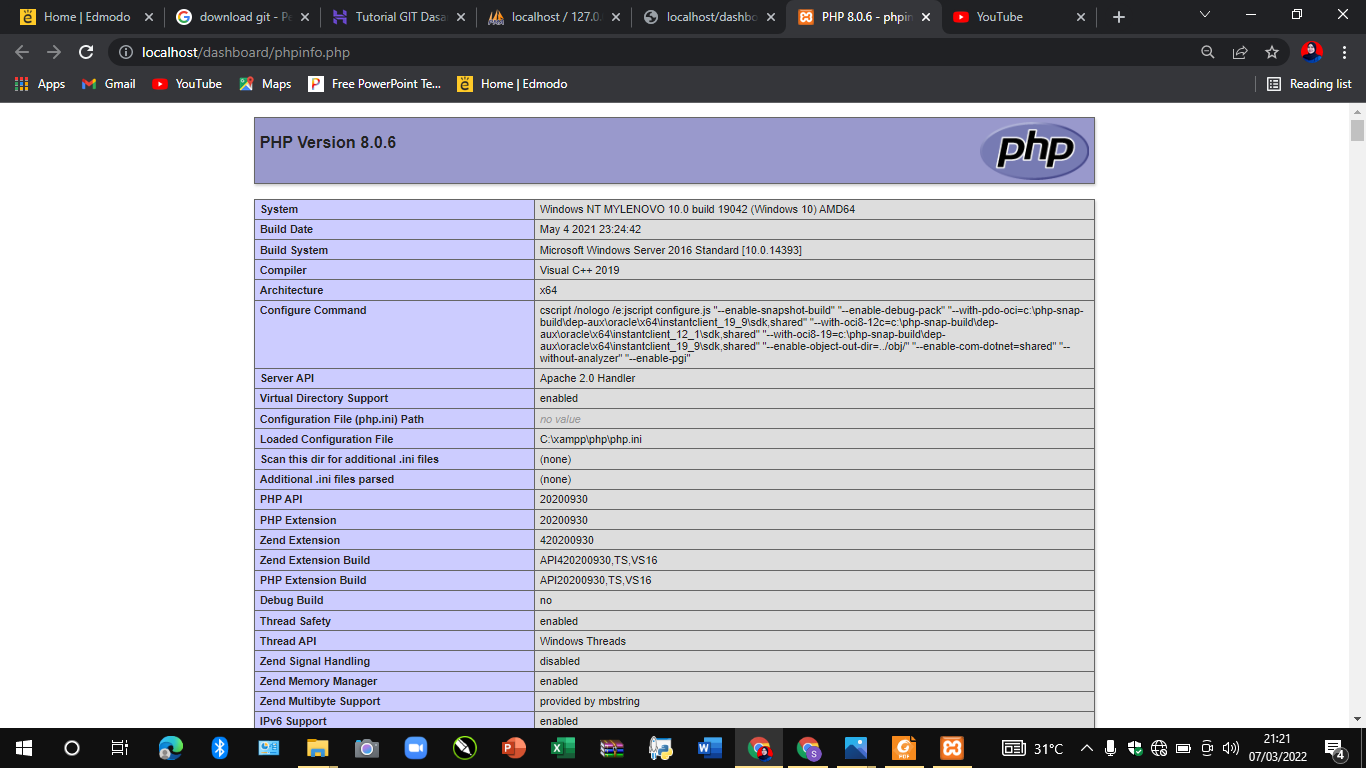 Home | Edmodo
download git - Pe
Tutorial GIT Dasa
localhost / 127.0.
localhost/dashbo
PHP 8.0.6 - phpin
YouTube
localhost/dashboard/phpinfo.php
Apps
Gmail
YouTube
Maps
Free PowerPoint Te...
Home | Edmodo
Reading list
PHP Version 8.0.6
php
System Windows NT MYLENOVO 10.0 build 19042 (Windows 10) AMD64
Build Date May 4 2021 23:24:42
Build System Microsoft Windows Server 2016 Standard [10.0.14393]
Compiler Visual C++ 2019
Architecture x64
Configure Command cscript /nologo /e:jscript configure.js "--enable-snapshot-build" "--enable-debug-pack" "--with-pdo-oci=c:\php-snap-
build\dep-aux\oracle\x64\instantclient_19_9\sdk,shared" "--with-oci8-12c=c:\php-snap-build\dep-
aux\oracle\x64\instantclient_12_1\sdk,shared" "--with-oci8-19=c:\php-snap-build\dep-
aux\oracle\x64\instantclient_19_9\sdk,shared" "--enable-object-out-dir=../obj/" "--enable-com-dotnet=shared" "--
without-analyzer" "--enable-pgi"
Server API Apache 2.0 Handler
Virtual Directory Support enabled
Configuration File (php.ini) Path no value
Loaded Configuration File C:\xampp\php\php.ini
Scan this dir for additional .ini files (none)
Additional .ini files parsed (none)
PHP API 20200930
PHP Extension 20200930
Zend Extension 420200930
Zend Extension Build API420200930,TS,VS16
PHP Extension Build API20200930,TS,VS16
Debug Build no
Thread Safety enabled
Thread API Windows Threads
Zend Signal Handling disabled
Zend Memory Manager enabled
Zend Multibyte Support provided by mbstring
IPv6 Support enabled
31°C
21:21
07/03/2022
4